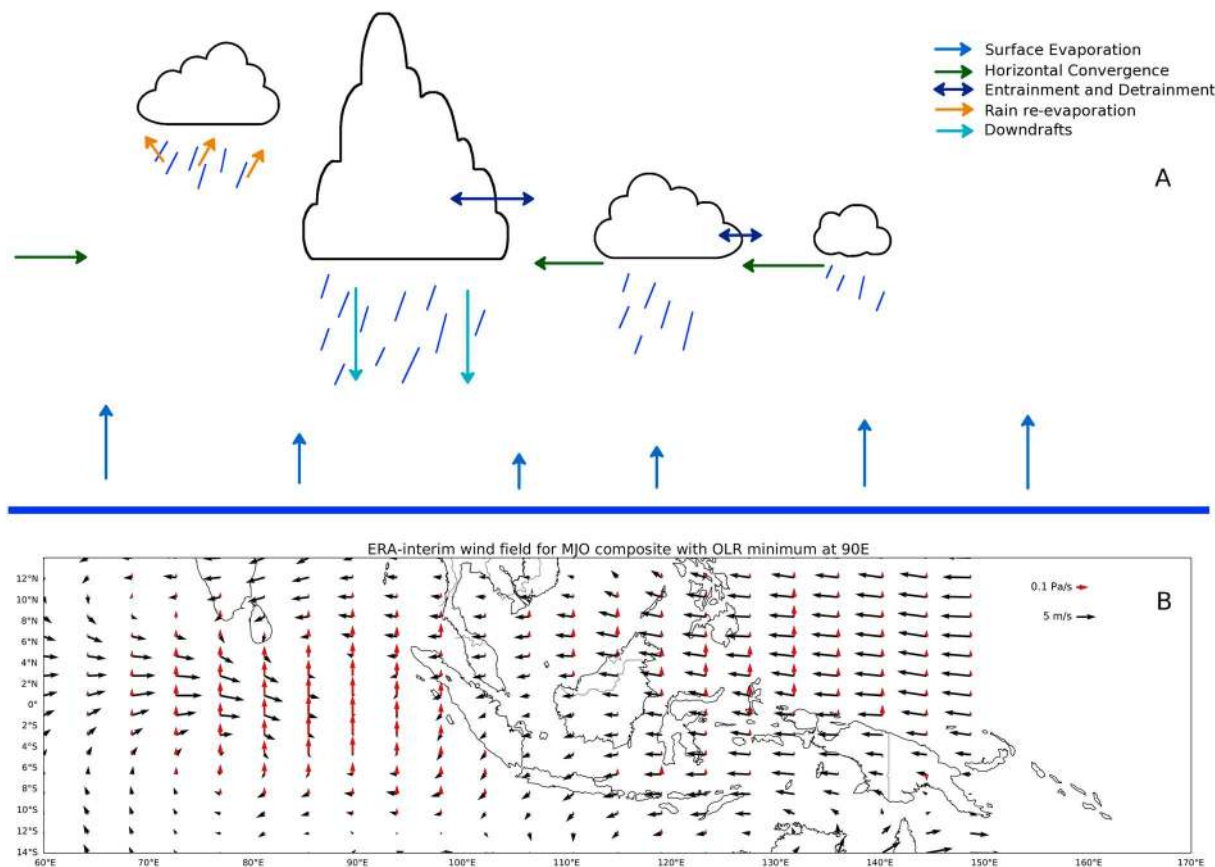 Surface Evaporation
Horizontal Convergence
Entrainment and Detrainment
Rain re-evaporation
Downdrafts
A
ERA-interim wind field for MJO composite with OLR minimum at 90E
12°N
10°N
8°N
6°N
4°N
2°N
0°
2°S
4°S
6°S
8°S
10°S
12°S
14°S
0.1 Pa/s
5 m/s
B
60°E 70°E 80°E 90°E 100°E 110°E 120°E 130°E 140°E 150°E 160°E 170°E